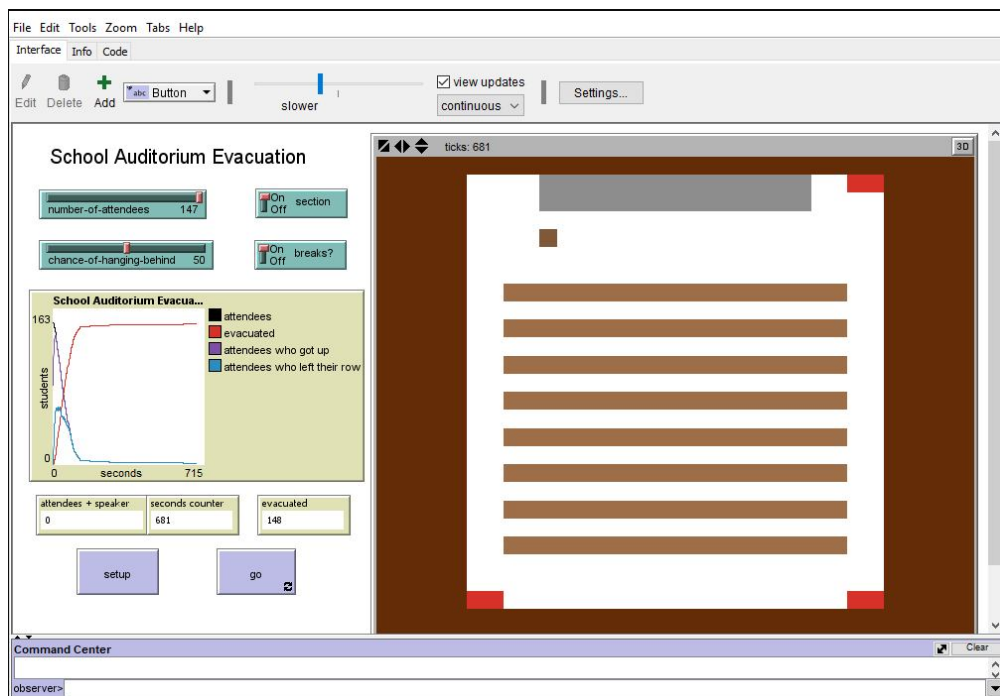 File Edit Tools Zoom Tabs Help
Interface Info Code
Edit Delete Add abc Button slower view updates continuous Settings...
School Auditorium Evacuation
ticks: 681 3D
number-of-attendees 147 On Off section
chance-of-hanging-behind 50 On Off breaks?
School Auditorium Evacua...
163
students
0
0 seconds 715
attendees
evacuated
attendees who got up
attendees who left their row
attendees + speaker seconds counter evacuated
0 681 148
setup go
Command Center Clear
observer>